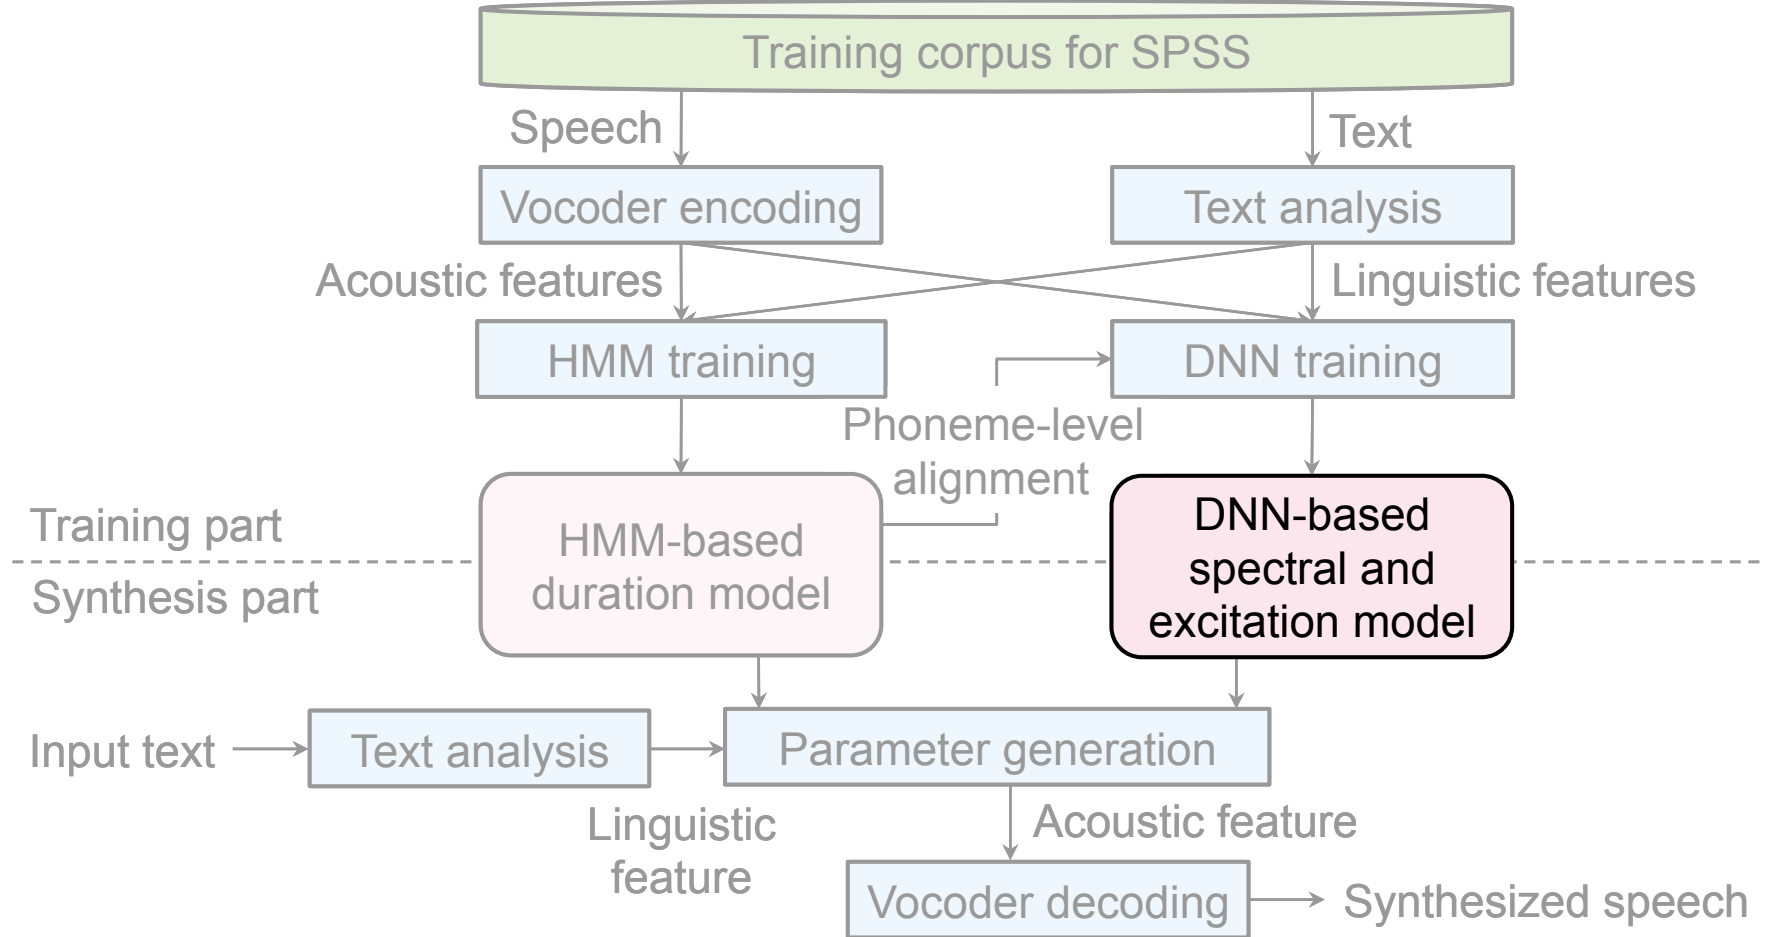 Training corpus for SPSS
Speech
Text
Vocoder encoding
Text analysis
Acoustic features
Linguistic features
HMM training
DNN training
Phoneme-level
alignment
HMM-based
duration model
DNN-based
spectral and
excitation model
Training part
Synthesis part
Input text
Text analysis
Parameter generation
Linguistic
feature
Acoustic feature
Vocoder decoding
Synthesized speech